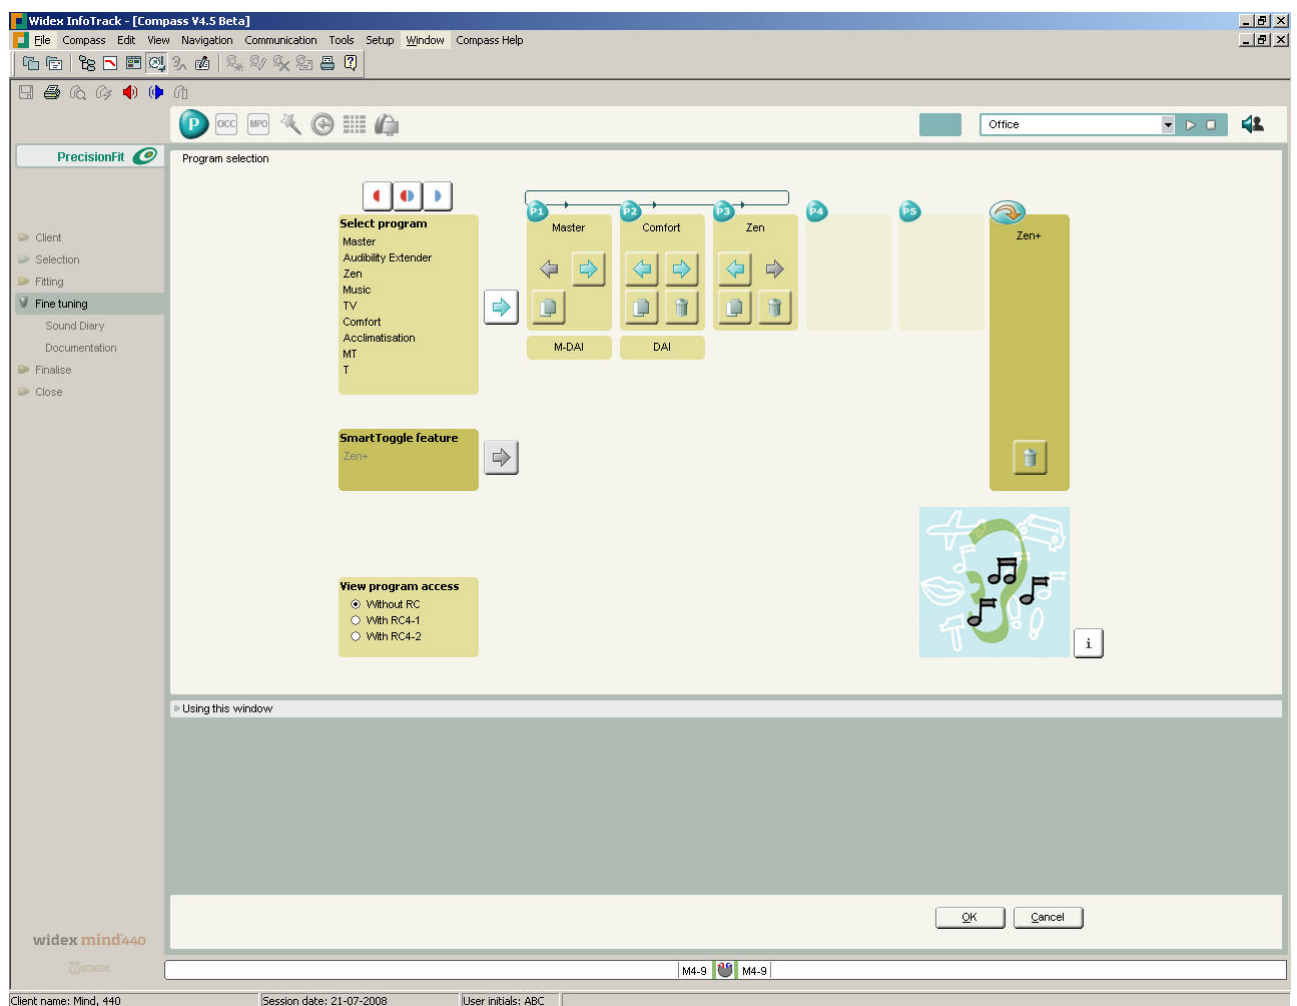 Widex InfoTrack - [Compass V4.5 Beta]
File Compass Edit View Navigation Communication Tools Setup Window Compass Help
P OCC MPO
Office
PrecisionFit
Program selection
Client
Selection
Fitting
Fine tuning
Sound Diary
Documentation
Finalise
Close
Select program
Master
Audibility Extender
Zen
Music
TV
Comfort
Acclimatisation
MT
T
P1 P2 P3 P4 P5
Master Comfort Zen
Zen+
M-DAI DAI
SmartToggle feature
Zen+
View program access
Without RC
With RC4-1
With RC4-2
i
Using this window
OK Cancel
widex mind440
WIDEX
M4-9 M4-9
Client name: Mind, 440 Session date: 21-07-2008 User initials: ABC